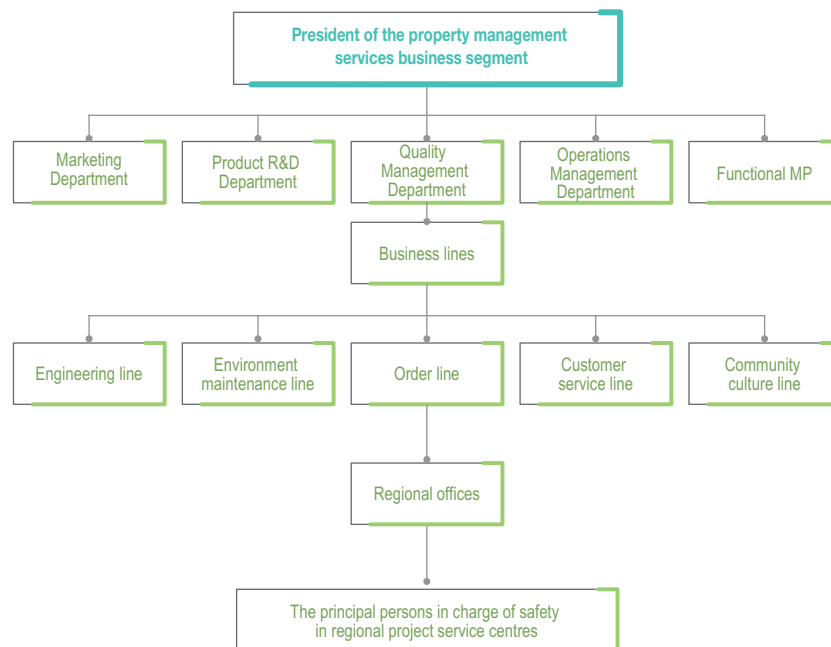 President of the property management
services business segment
Marketing
Department
Product R&D
Department
Quality
Management
Department
Operations
Management
Department
Functional MP
Business lines
Engineering line
Environment
maintenance line
Order line
Customer
service line
Community
culture line
Regional offices
The principal persons in charge of safety
in regional project service centres